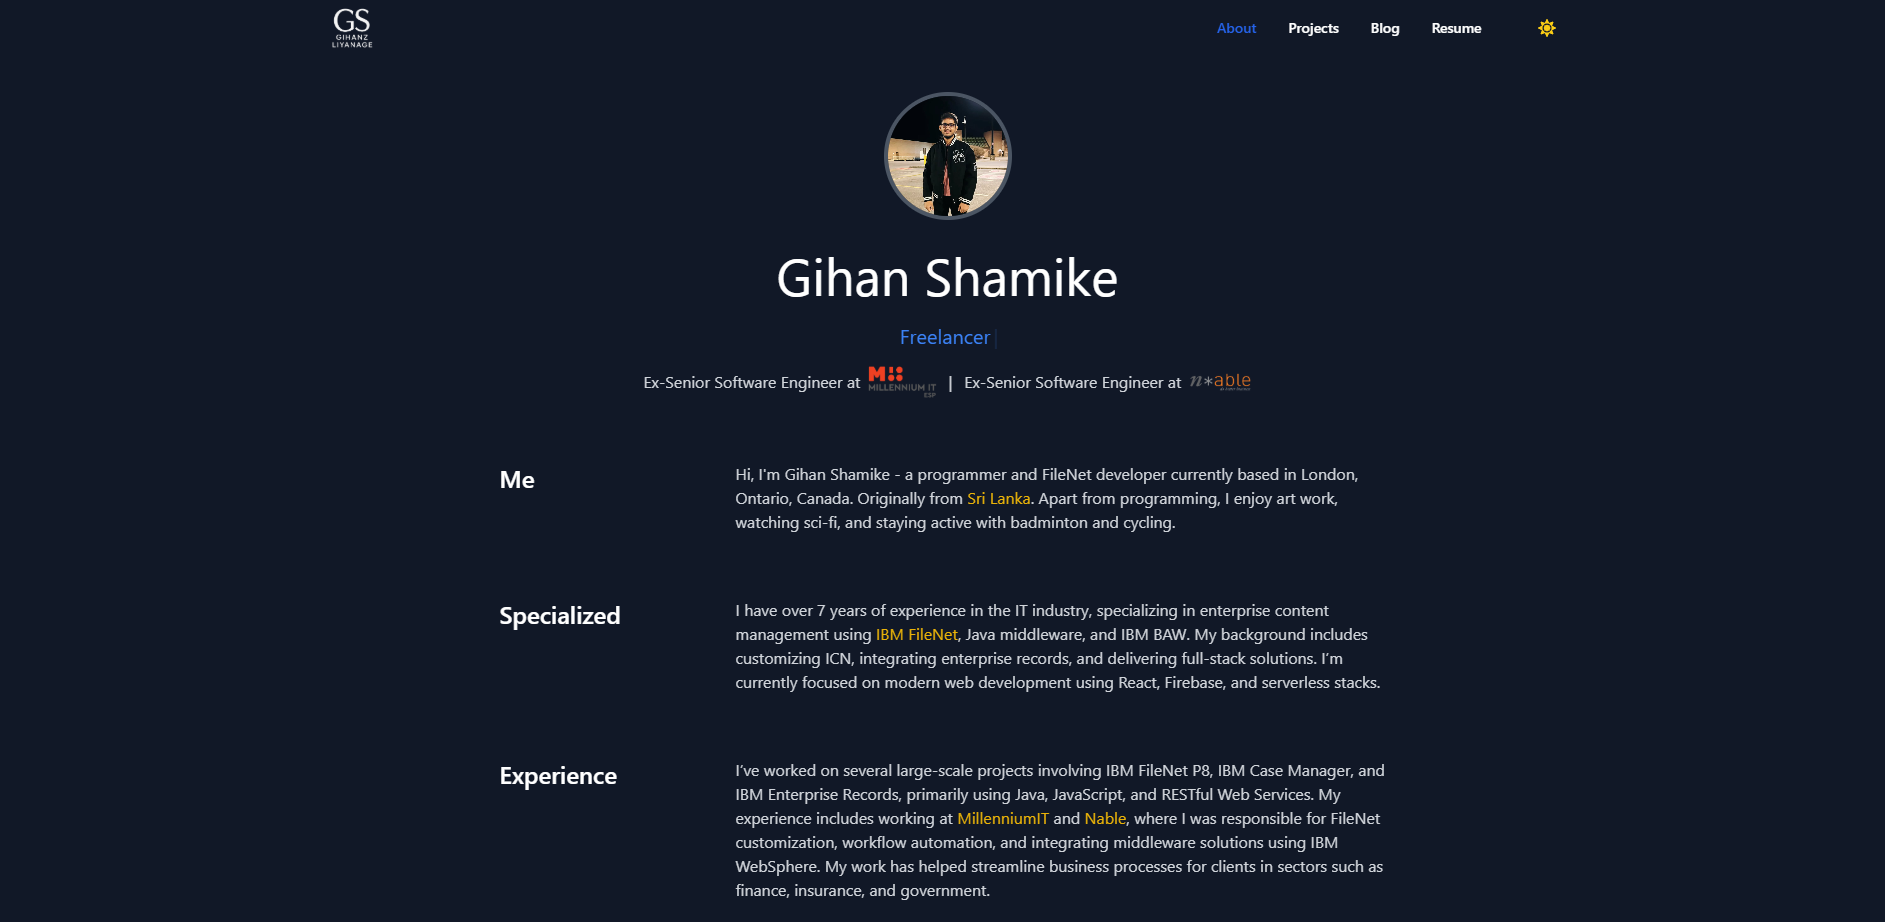 GS
GIHANZ
LIYANAGE
About Projects Blog Resume
Gihan Shamike
Freelancer
Ex-Senior Software Engineer at MILLENNIUM IT ESP | Ex-Senior Software Engineer at n*able
Me
Hi, I'm Gihan Shamike - a programmer and FileNet developer currently based in London,
Ontario, Canada. Originally from Sri Lanka. Apart from programming, I enjoy art work,
watching sci-fi, and staying active with badminton and cycling.
Specialized
I have over 7 years of experience in the IT industry, specializing in enterprise content
management using IBM FileNet, Java middleware, and IBM BAW. My background includes
customizing ICN, integrating enterprise records, and delivering full-stack solutions. I’m
currently focused on modern web development using React, Firebase, and serverless stacks.
Experience
I’ve worked on several large-scale projects involving IBM FileNet P8, IBM Case Manager, and
IBM Enterprise Records, primarily using Java, JavaScript, and RESTful Web Services. My
experience includes working at MillenniumIT and Nable, where I was responsible for FileNet
customization, workflow automation, and integrating middleware solutions using IBM
WebSphere. My work has helped streamline business processes for clients in sectors such as
finance, insurance, and government.